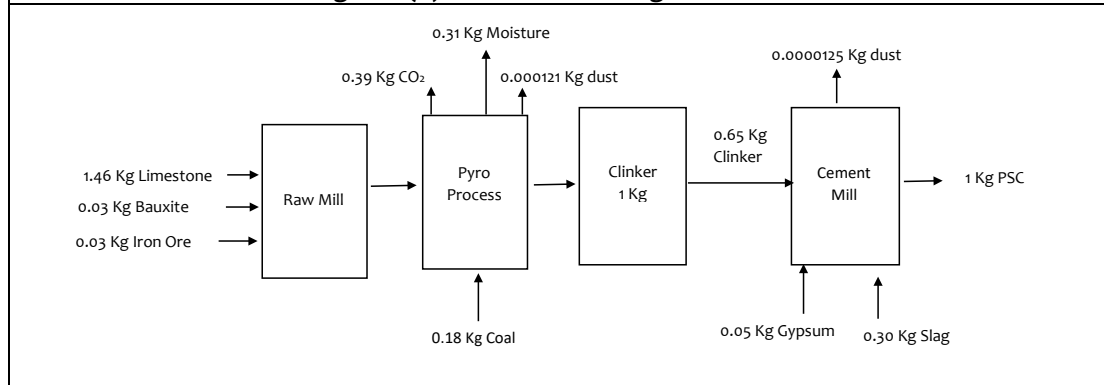 0.31 Kg Moisture
0.39 Kg CO₂
0.000121 Kg dust
0.0000125 Kg dust
1.46 Kg Limestone
0.03 Kg Bauxite
0.03 Kg Iron Ore
Raw Mill
Pyro
Process
Clinker
1 Kg
0.65 Kg
Clinker
Cement
Mill
1 Kg PSC
0.18 Kg Coal
0.05 Kg Gypsum
0.30 Kg Slag